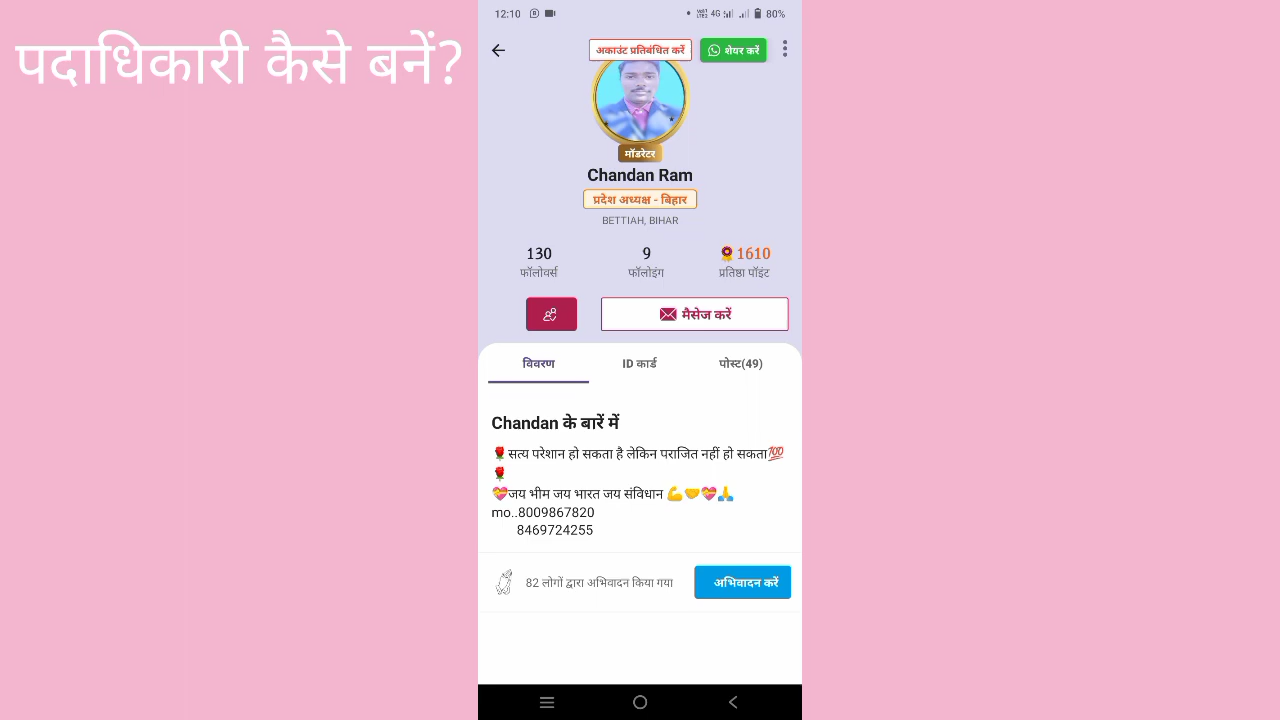 पदाधिकारी कैसे बनें?
12:10 4G 80%
अकाउंट प्रतिबंधित करें शेयर करें
मॉडरेटर
Chandan Ram
प्रदेश अध्यक्ष - बिहार
BETTIAH, BIHAR
130 9 1610
फॉलोवर्स फॉलोइंग प्रतिष्ठा पॉइंट
मैसेज करें
विवरण ID कार्ड पोस्ट(49)
Chandan के बारें में
🌹सत्य परेशान हो सकता है लेकिन पराजित नहीं हो सकता💯
🌹
💝जय भीम जय भारत जय संविधान 💪🤝💝🙏
mo..8009867820
8469724255
82 लोगों द्वारा अभिवादन किया गया अभिवादन करें